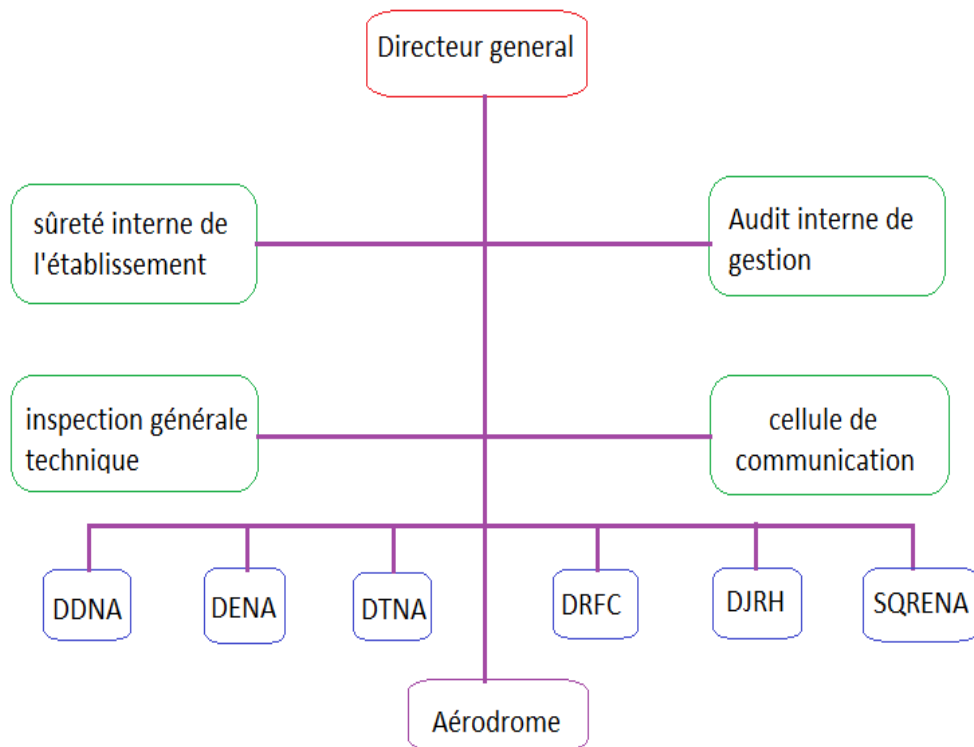 Directeur general
sûreté interne de
l'établissement
Audit interne de
gestion
inspection générale
technique
cellule de
communication
DDNA
DENA
DTNA
DRFC
DJRH
SQRENA
Aérodrome